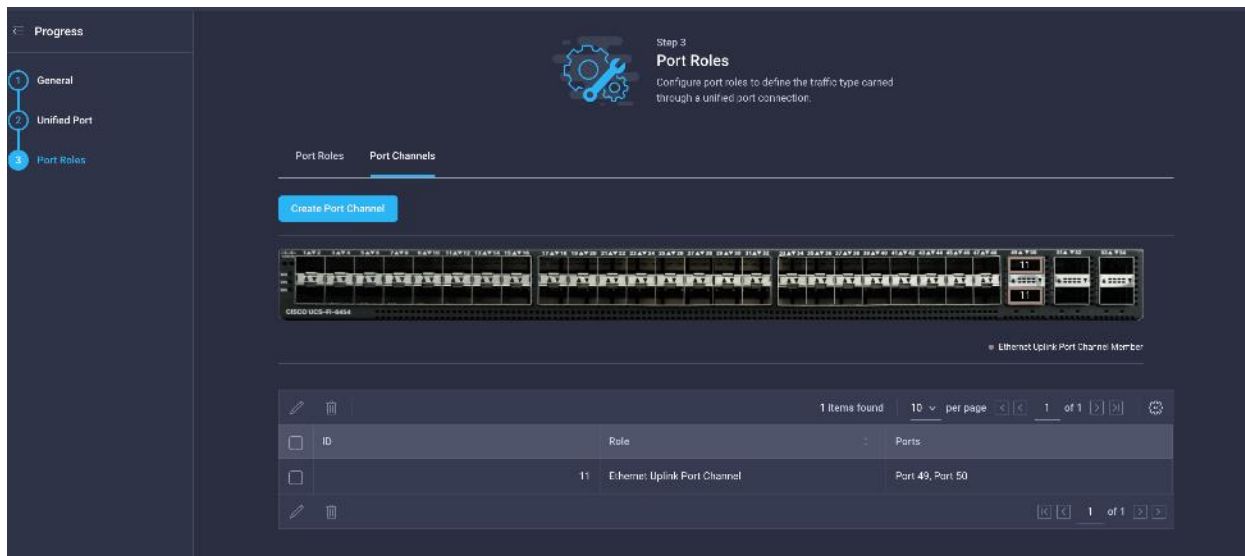 Progress
1 General
2 Unified Port
3 Port Roles
Step 3
Port Roles
Configure port roles to define the traffic type carried
through a unified port connection.
Port Roles Port Channels
Create Port Channel
11
11
CISCO UCS-FI-6454
Ethernet Uplink Port Channel Member
1 items found 10 per page 1 of 1
ID Role Ports
11 Ethernet Uplink Port Channel Port 49, Port 50
1 of 1